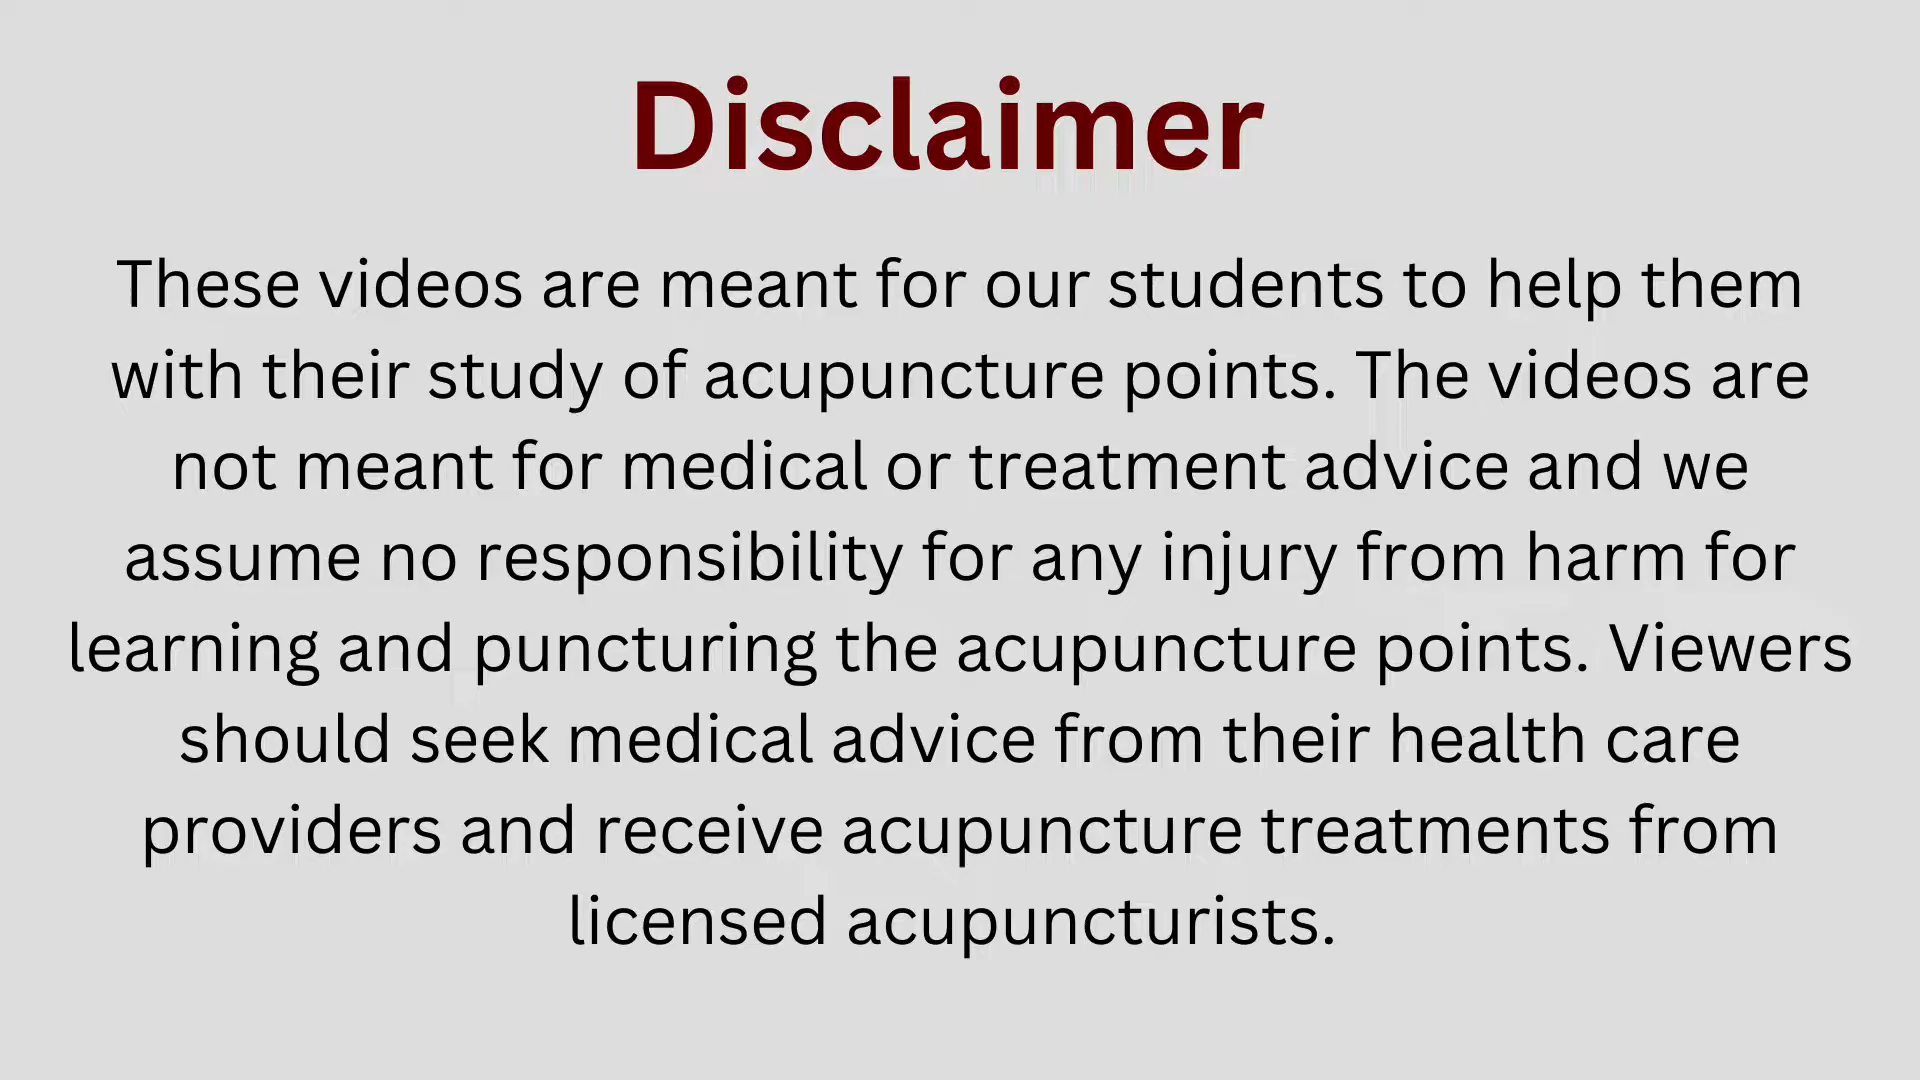 Disclaimer
These videos are meant for our students to help them
with their study of acupuncture points. The videos are
not meant for medical or treatment advice and we
assume no responsibility for any injury from harm for
learning and puncturing the acupuncture points. Viewers
should seek medical advice from their health care
providers and receive acupuncture treatments from
licensed acupuncturists.